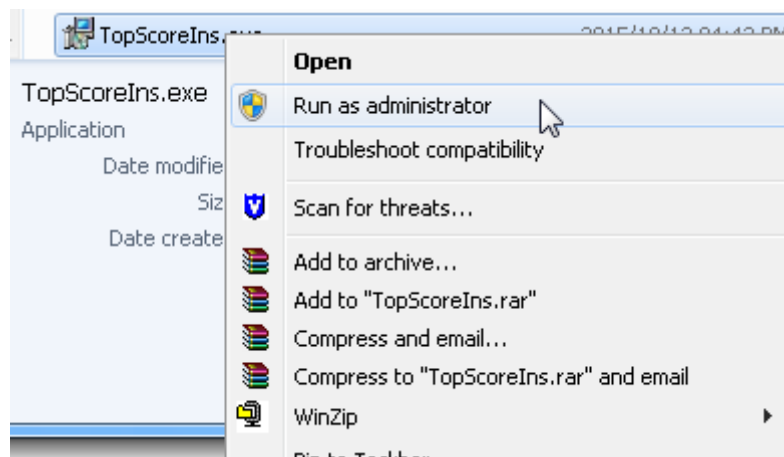 TopScoreIns.exe
Open
TopScoreIns.exe
Run as administrator
Application
Troubleshoot compatibility
Date modifie
Siz
Scan for threats...
Date create
Add to archive...
Add to "TopScoreIns.rar"
Compress and email...
Compress to "TopScoreIns.rar" and email
WinZip